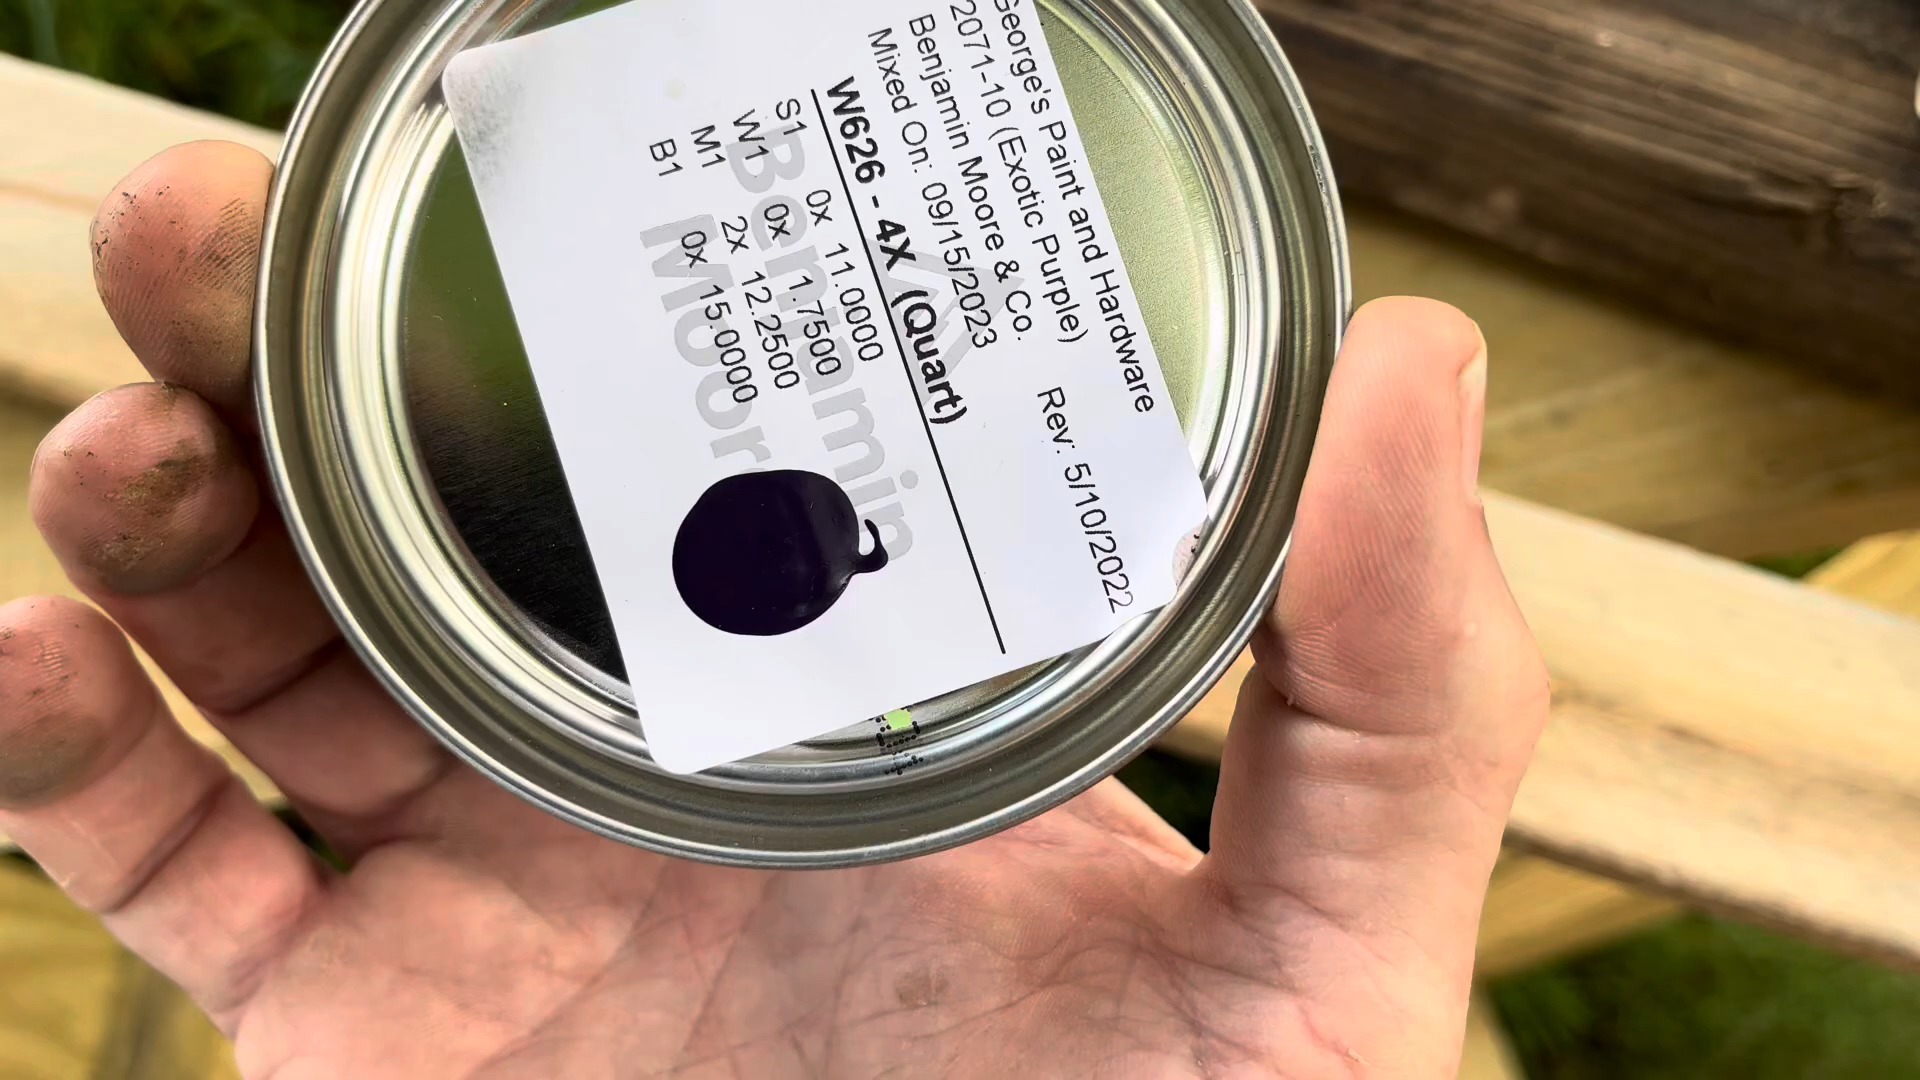 George's Paint and Hardware
2071-10 (Exotic Purple) Rev: 5/10/2022
Benjamin Moore & Co.
Mixed On: 09/15/2023
W626 - 4X (Quart)
S1 0x 11.0000
W1 0x 1.7500
M1 2x 12.2500
B1 0x 15.0000
Benjamin
Moore